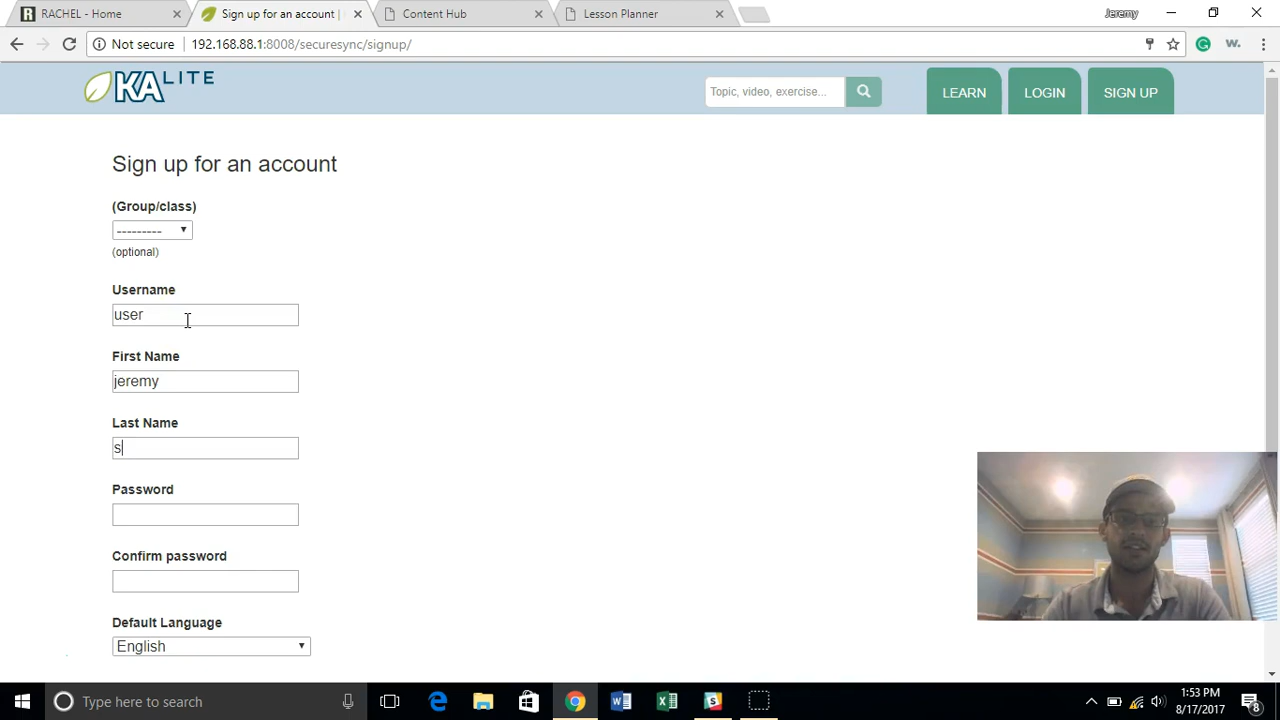 RACHEL - Home
Sign up for an account |
Content Hub
Lesson Planner
Jeremy
Not secure
192.168.88.1:8008/securesync/signup/
KA LITE
Topic, video, exercise...
LEARN
LOGIN
SIGN UP
Sign up for an account
(Group/class)
---------
(optional)
Username
user
First Name
jeremy
Last Name
s
Password
Confirm password
Default Language
English
Type here to search
1:53 PM
8/17/2017
8